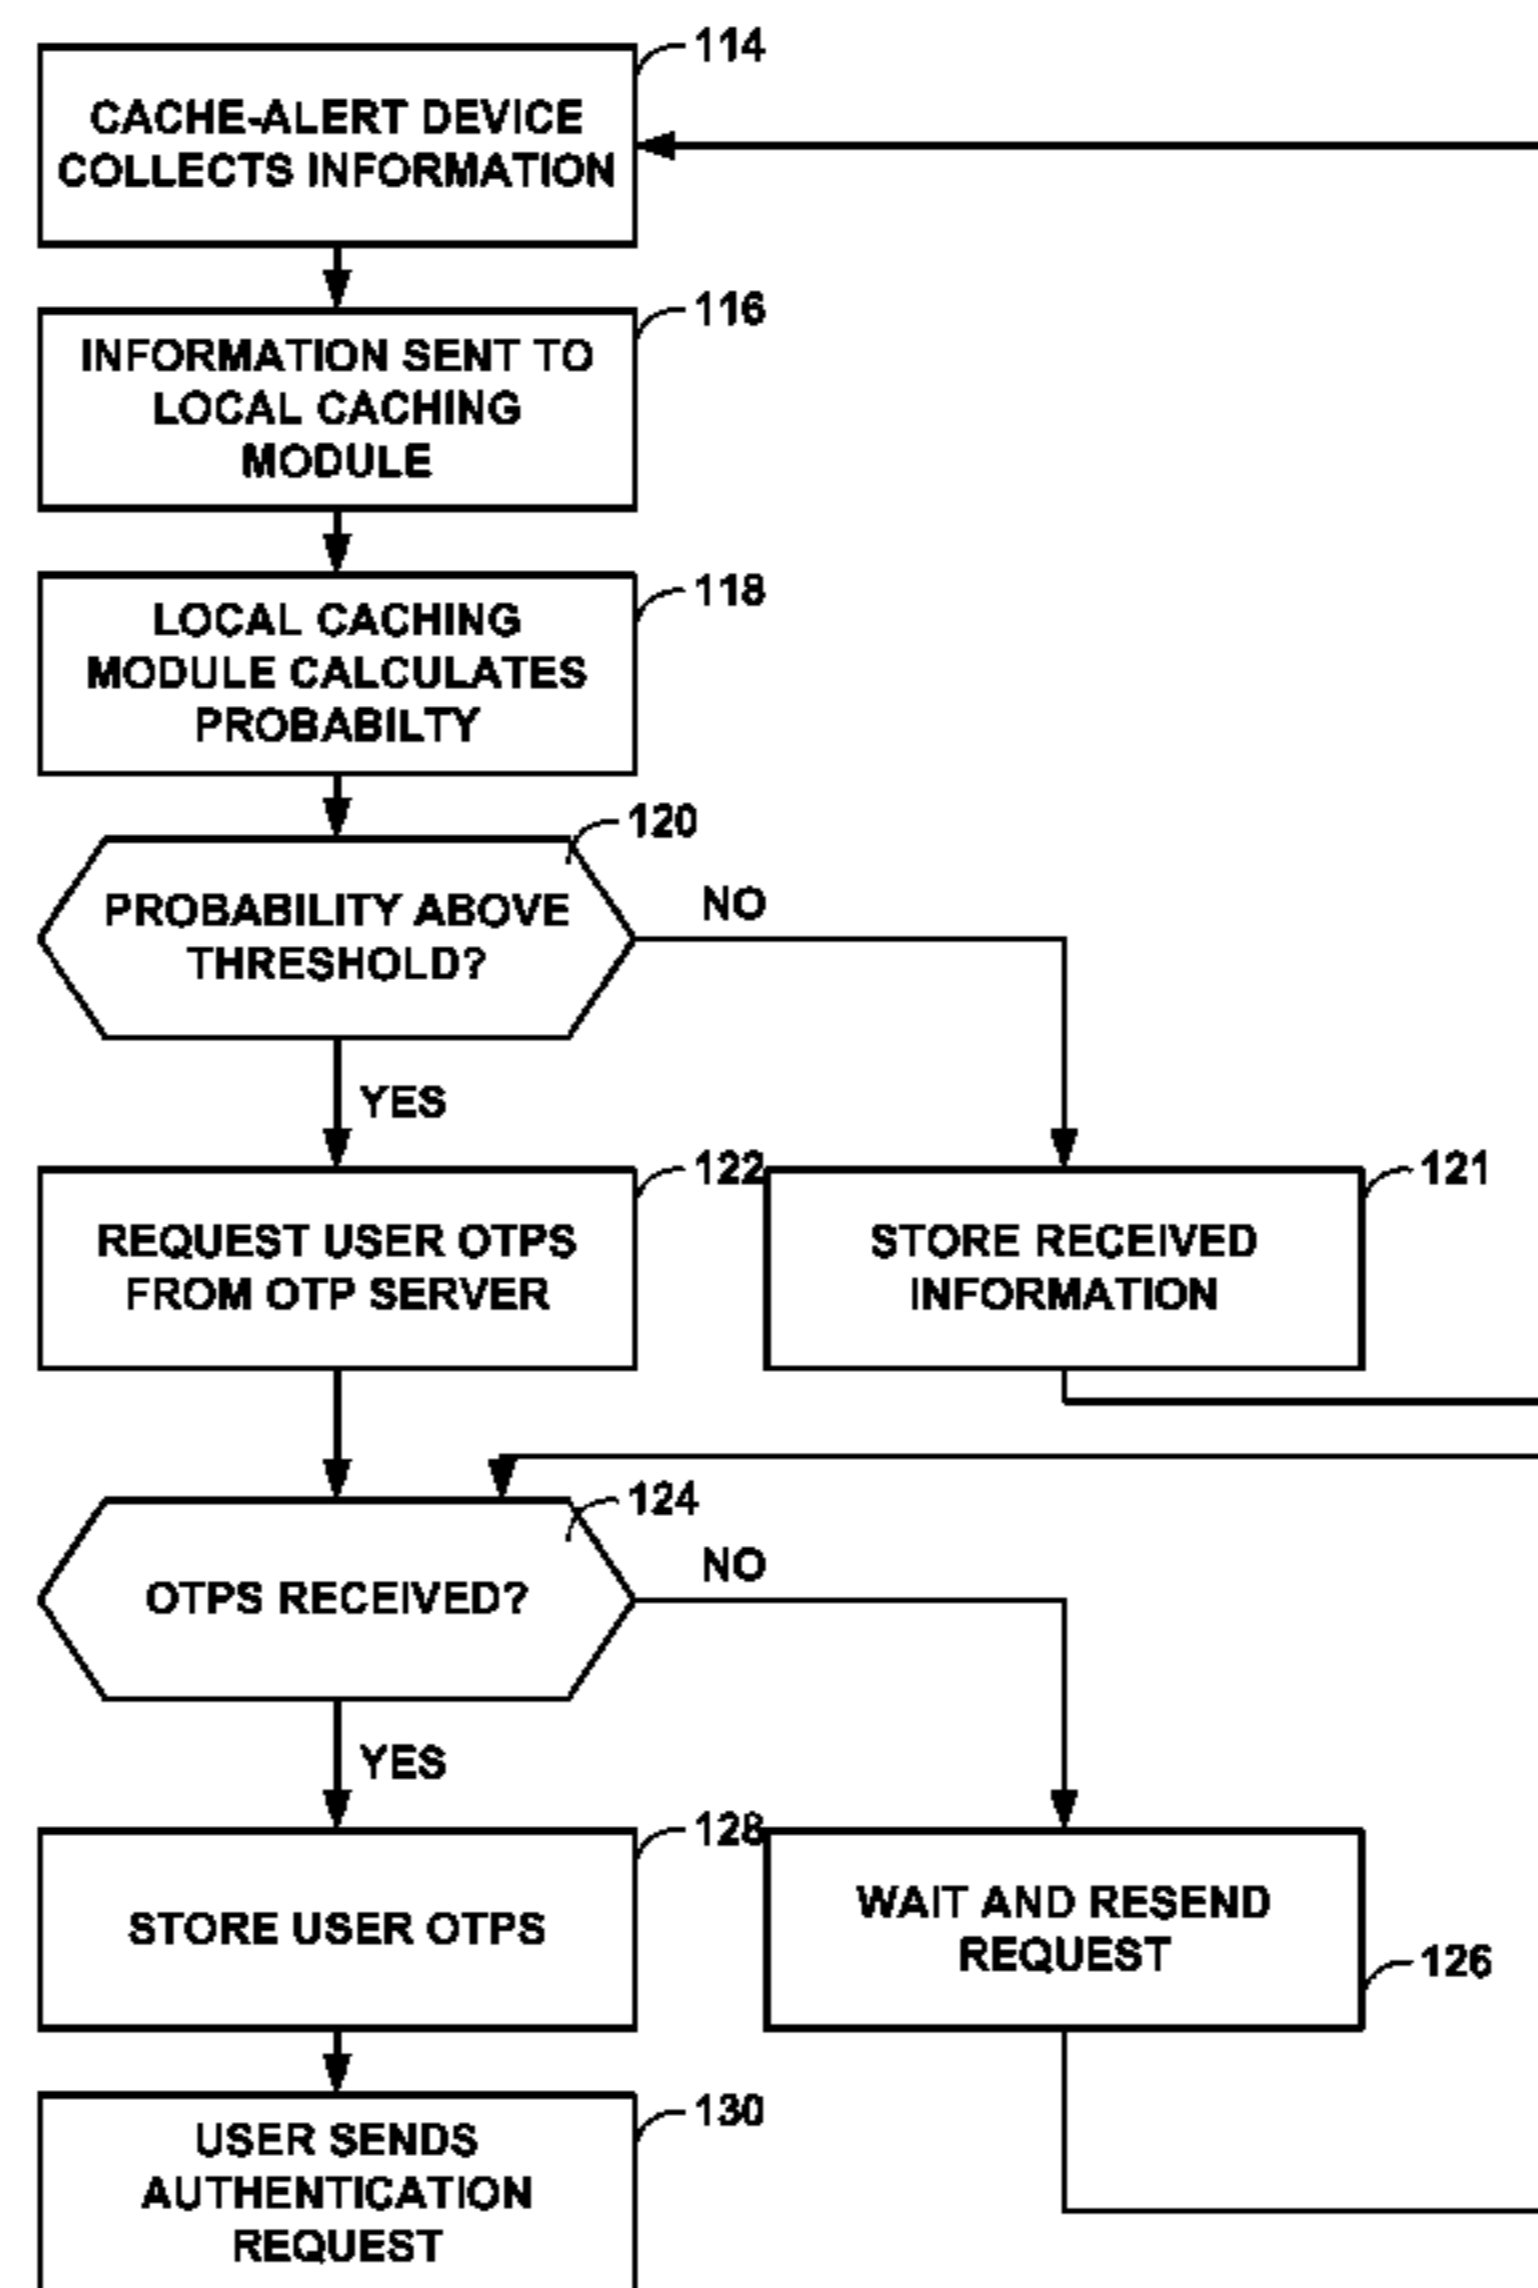 114
CACHE-ALERT DEVICE
COLLECTS INFORMATION
116
INFORMATION SENT TO
LOCAL CACHING
MODULE
118
LOCAL CACHING
MODULE CALCULATES
PROBABILTY
120
PROBABILITY ABOVE
THRESHOLD?
NO
YES
122
REQUEST USER OTPS
FROM OTP SERVER
121
STORE RECEIVED
INFORMATION
124
OTPS RECEIVED?
NO
YES
128
STORE USER OTPS
WAIT AND RESEND
REQUEST
126
130
USER SENDS
AUTHENTICATION
REQUEST